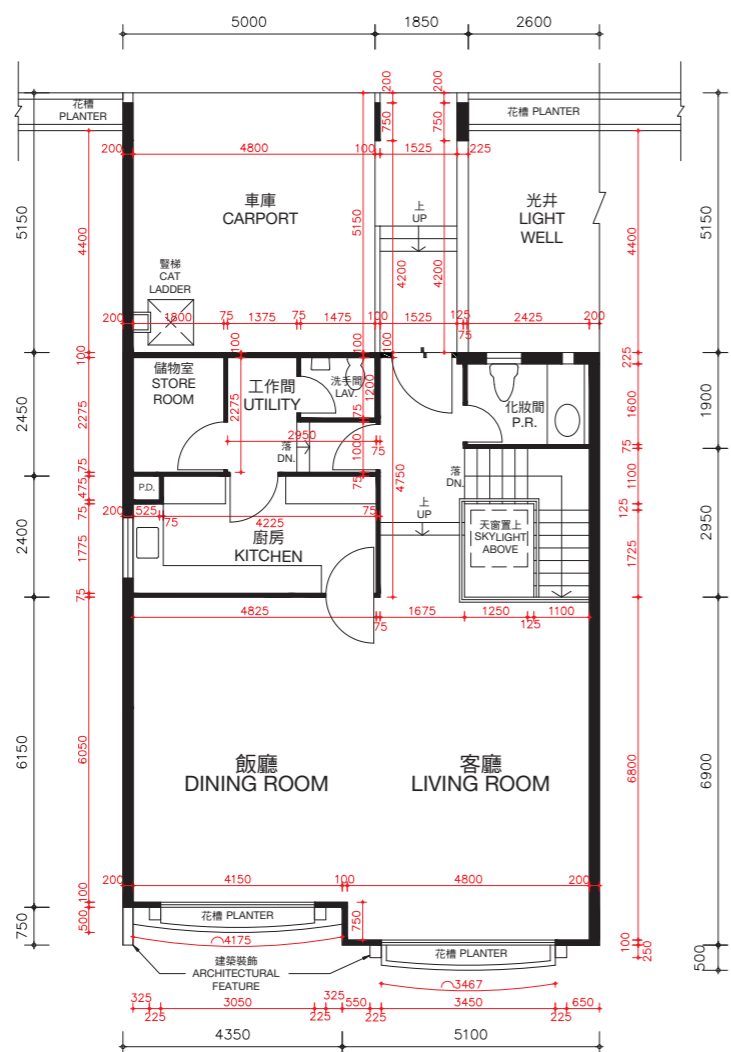 5000 1850 2600
花槽
PLANTER
花槽 PLANTER
200 200
750 750
200 4800 100 1525 225
車庫
CARPORT
上
UP
光井
LIGHT
WELL
5150 4400 5150 4200 4200 4400 5150
豎梯
CAT
LADDER
200 1800 75 1375 75 1475 100 1525 125 75 2425 200
100 100 100 100 225
儲物室
STORE
ROOM
工作間
UTILITY
洗手間
LAV.
化妝間
P.R.
2450 2275 2275 1200 1600 1900
75 75
2950 75
1000
落
DN.
落
DN.
75 475 75 4750 1100
P.D.
上
UP
天窗置上
SKYLIGHT
ABOVE
200 525 75 4225 75
廚房
KITCHEN
2400 75 1775 75 125 1725 2950
4825 75 1675 1250 125 1100
飯廳
DINING ROOM
客廳
LIVING ROOM
6150 6050 6800 6900
200 4150 100 4800 200
750 100 500 750 100 250 500
花槽 PLANTER
4175
花槽 PLANTER
建築裝飾
ARCHITECTURAL
FEATURE
3467
325 225 3050 325 225 550 225 3450 225 650
4350 5100